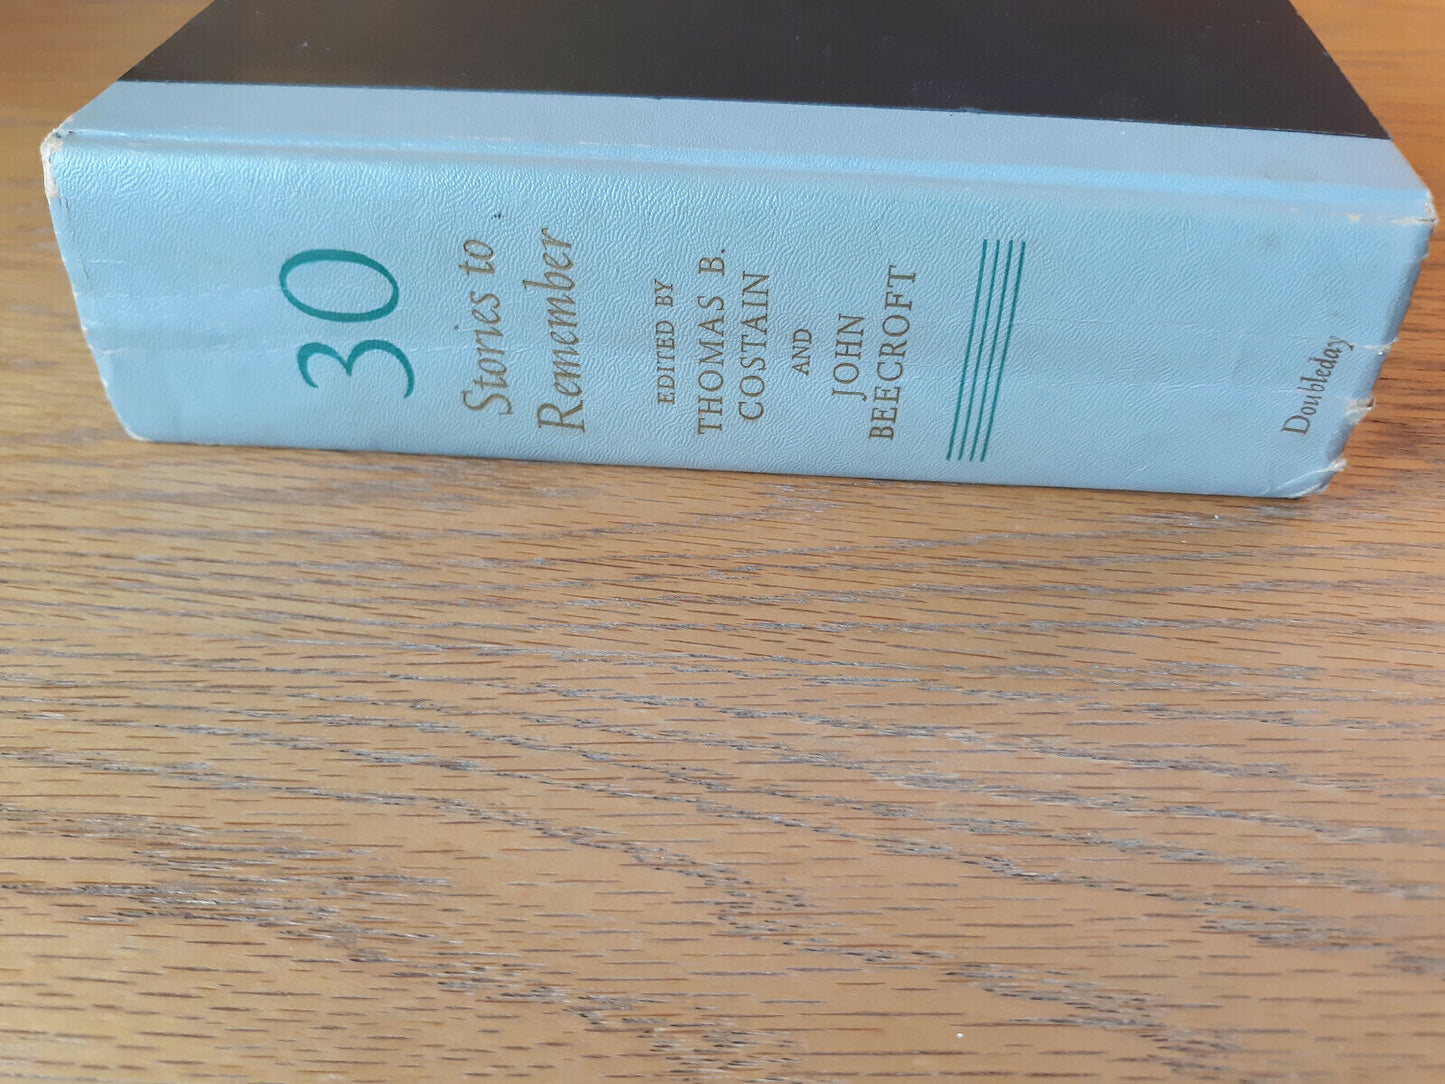 30
Stories to
Remember
EDITED BY
THOMAS B.
COSTAIN
AND
JOHN
BEECROFT
Doubleday